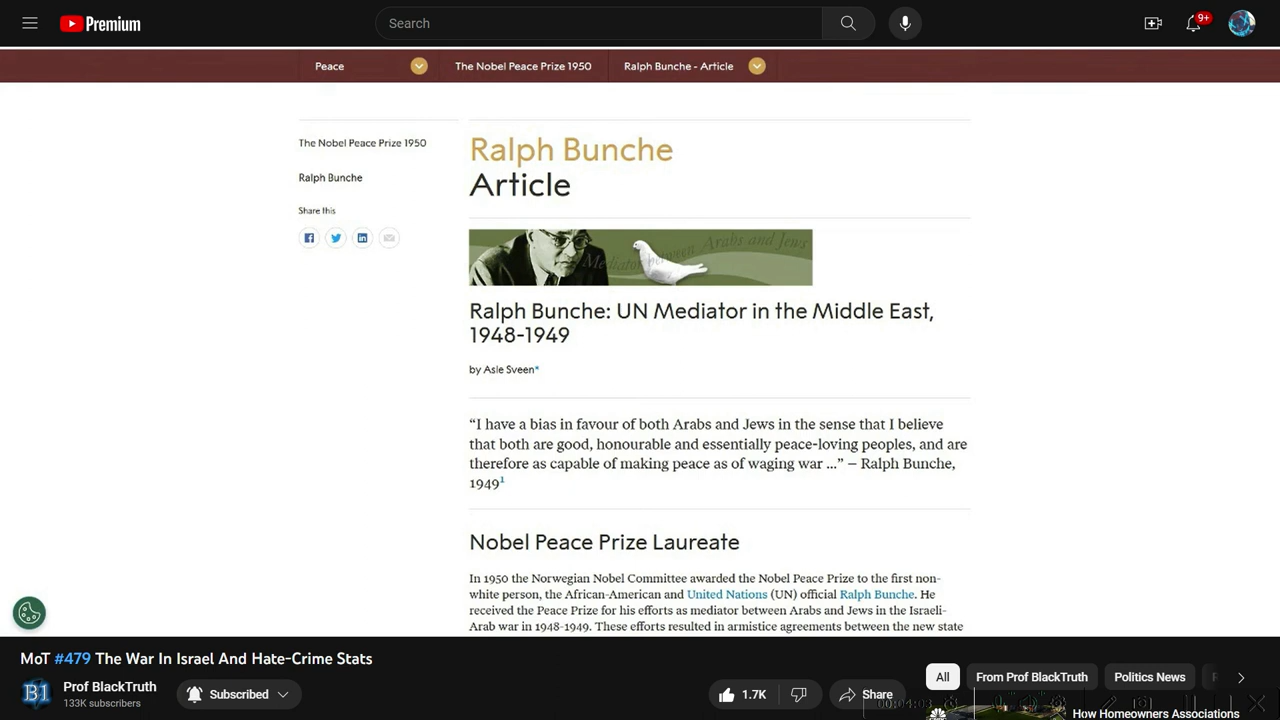 Premium
Search
9+
Peace
The Nobel Peace Prize 1950
Ralph Bunche - Article
The Nobel Peace Prize 1950
Ralph Bunche
Share this
Ralph Bunche
Article
Mediator between Arabs and Jews
Ralph Bunche: UN Mediator in the Middle East,
1948-1949
by Asle Sveen*
“I have a bias in favour of both Arabs and Jews in the sense that I believe
that both are good, honourable and essentially peace-loving peoples, and are
therefore as capable of making peace as of waging war ...” – Ralph Bunche,
1949¹
Nobel Peace Prize Laureate
In 1950 the Norwegian Nobel Committee awarded the Nobel Peace Prize to the first non-
white person, the African-American and United Nations (UN) official Ralph Bunche. He
received the Peace Prize for his efforts as mediator between Arabs and Jews in the Israeli-
Arab war in 1948-1949. These efforts resulted in armistice agreements between the new state
MoT #479 The War In Israel And Hate-Crime Stats
B1
Prof BlackTruth
133K subscribers
Subscribed
1.7K
Share
All
From Prof BlackTruth
Politics News
How Homeowners Associations